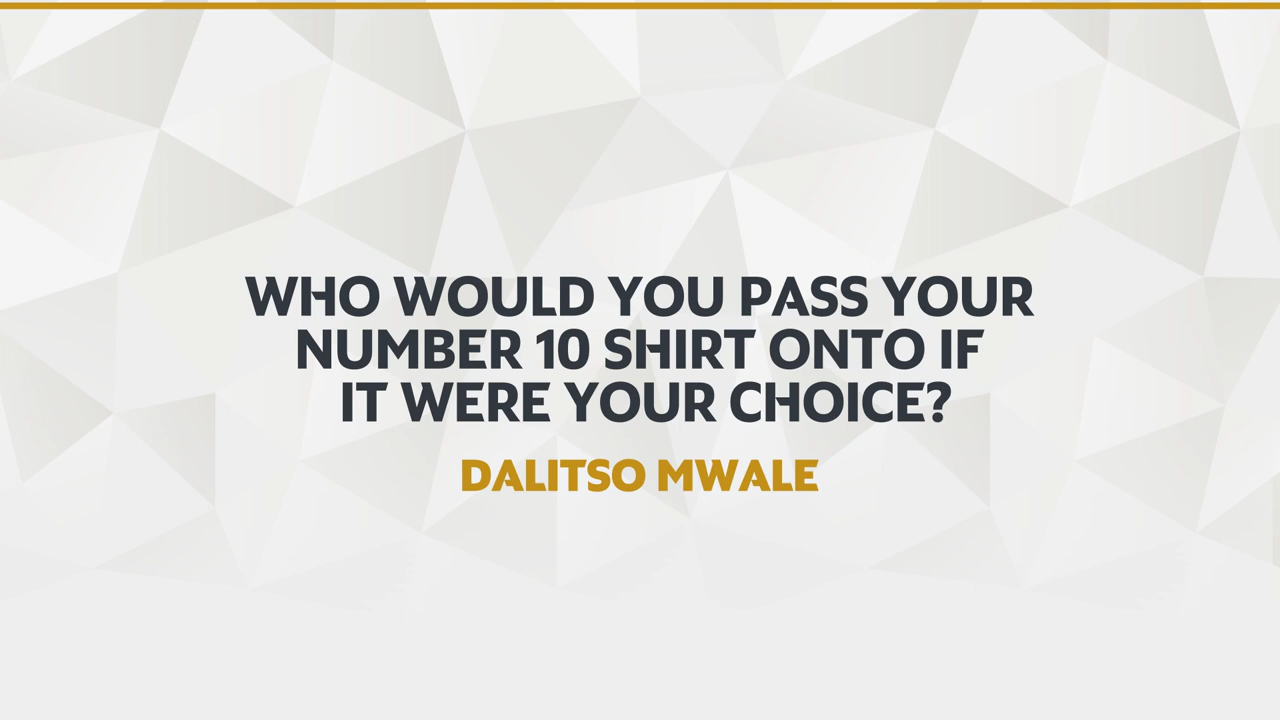 WHO WOULD YOU PASS YOUR
NUMBER 10 SHIRT ONTO IF
IT WERE YOUR CHOICE?
DALITSO MWALE